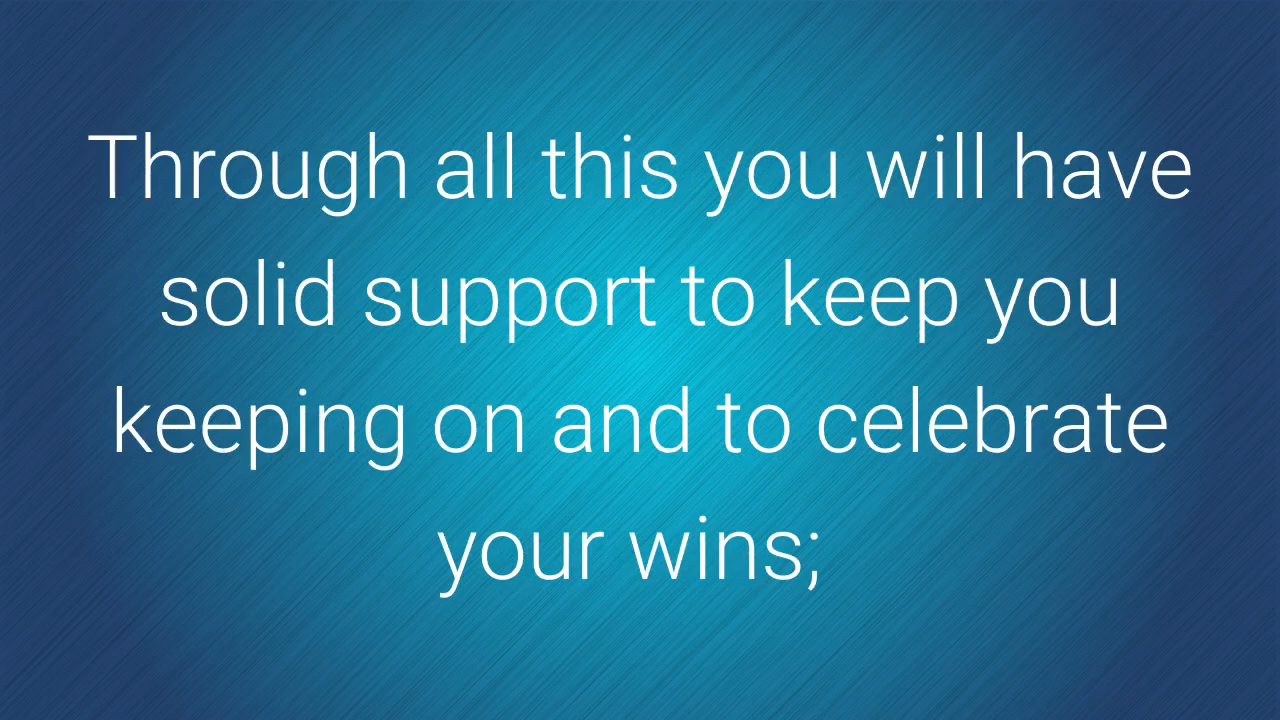 Through all this you will have
solid support to keep you
keeping on and to celebrate
your wins;